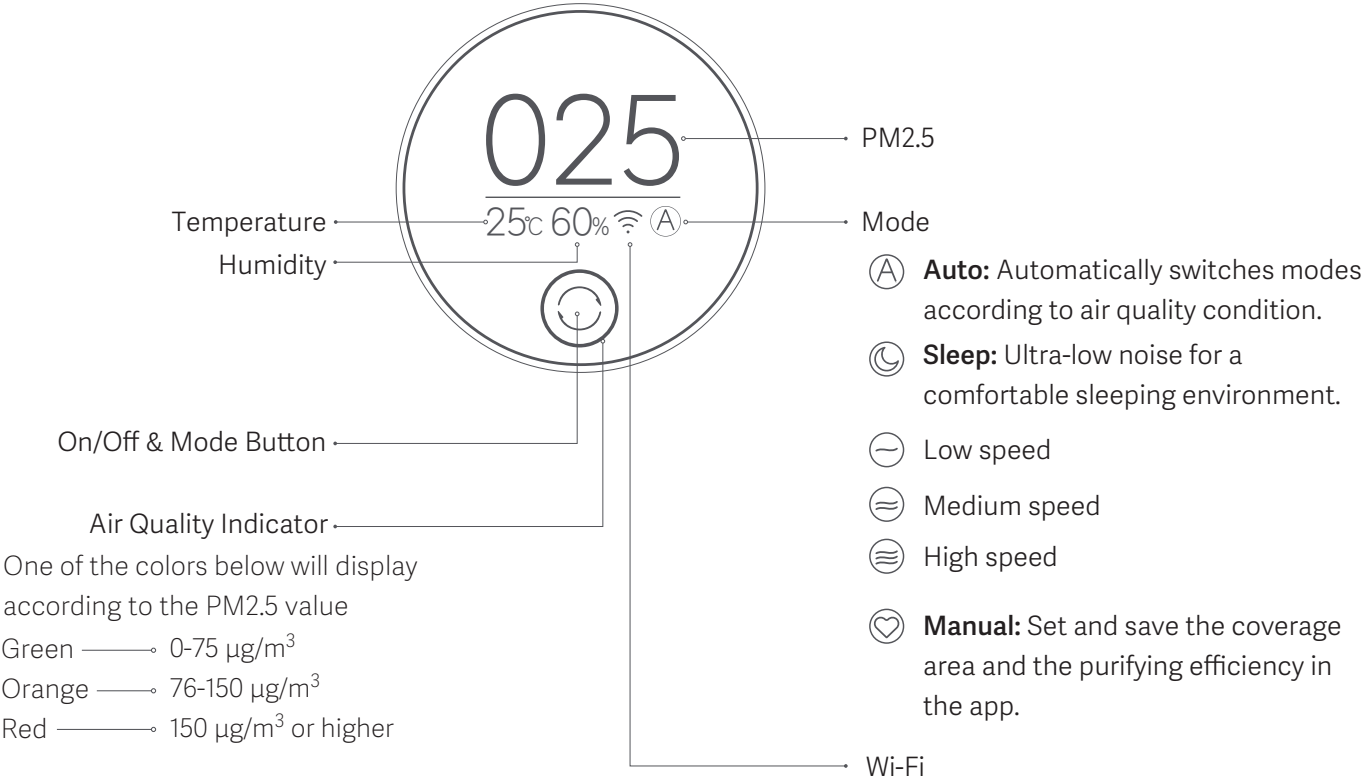 025
PM2.5
25℃ 60% A
Temperature
Humidity
On/Off & Mode Button
Air Quality Indicator
One of the colors below will display
according to the PM2.5 value
Green 0-75 μg/m³
Orange 76-150 μg/m³
Red 150 μg/m³ or higher
Mode
A Auto: Automatically switches modes
according to air quality condition.
Sleep: Ultra-low noise for a
comfortable sleeping environment.
Low speed
Medium speed
High speed
Manual: Set and save the coverage
area and the purifying efficiency in
the app.
Wi-Fi